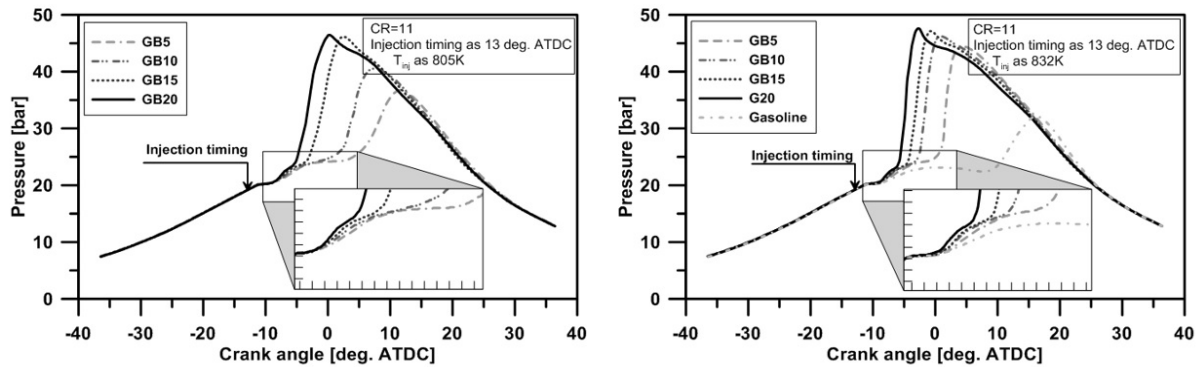 50
40
30
20
10
0
Pressure [bar]
GB5
GB10
GB15
GB20
CR=11
Injection timing as 13 deg. ATDC
Tinj as 805K
Injection timing
-40 -30 -20 -10 0 10 20 30 40
Crank angle [deg. ATDC]
50
40
30
20
10
0
Pressure [bar]
GB5
GB10
GB15
G20
Gasoline
CR=11
Injection timing as 13 deg. ATDC
Tinj as 832K
Injection timing
-40 -30 -20 -10 0 10 20 30 40
Crank angle [deg. ATDC]